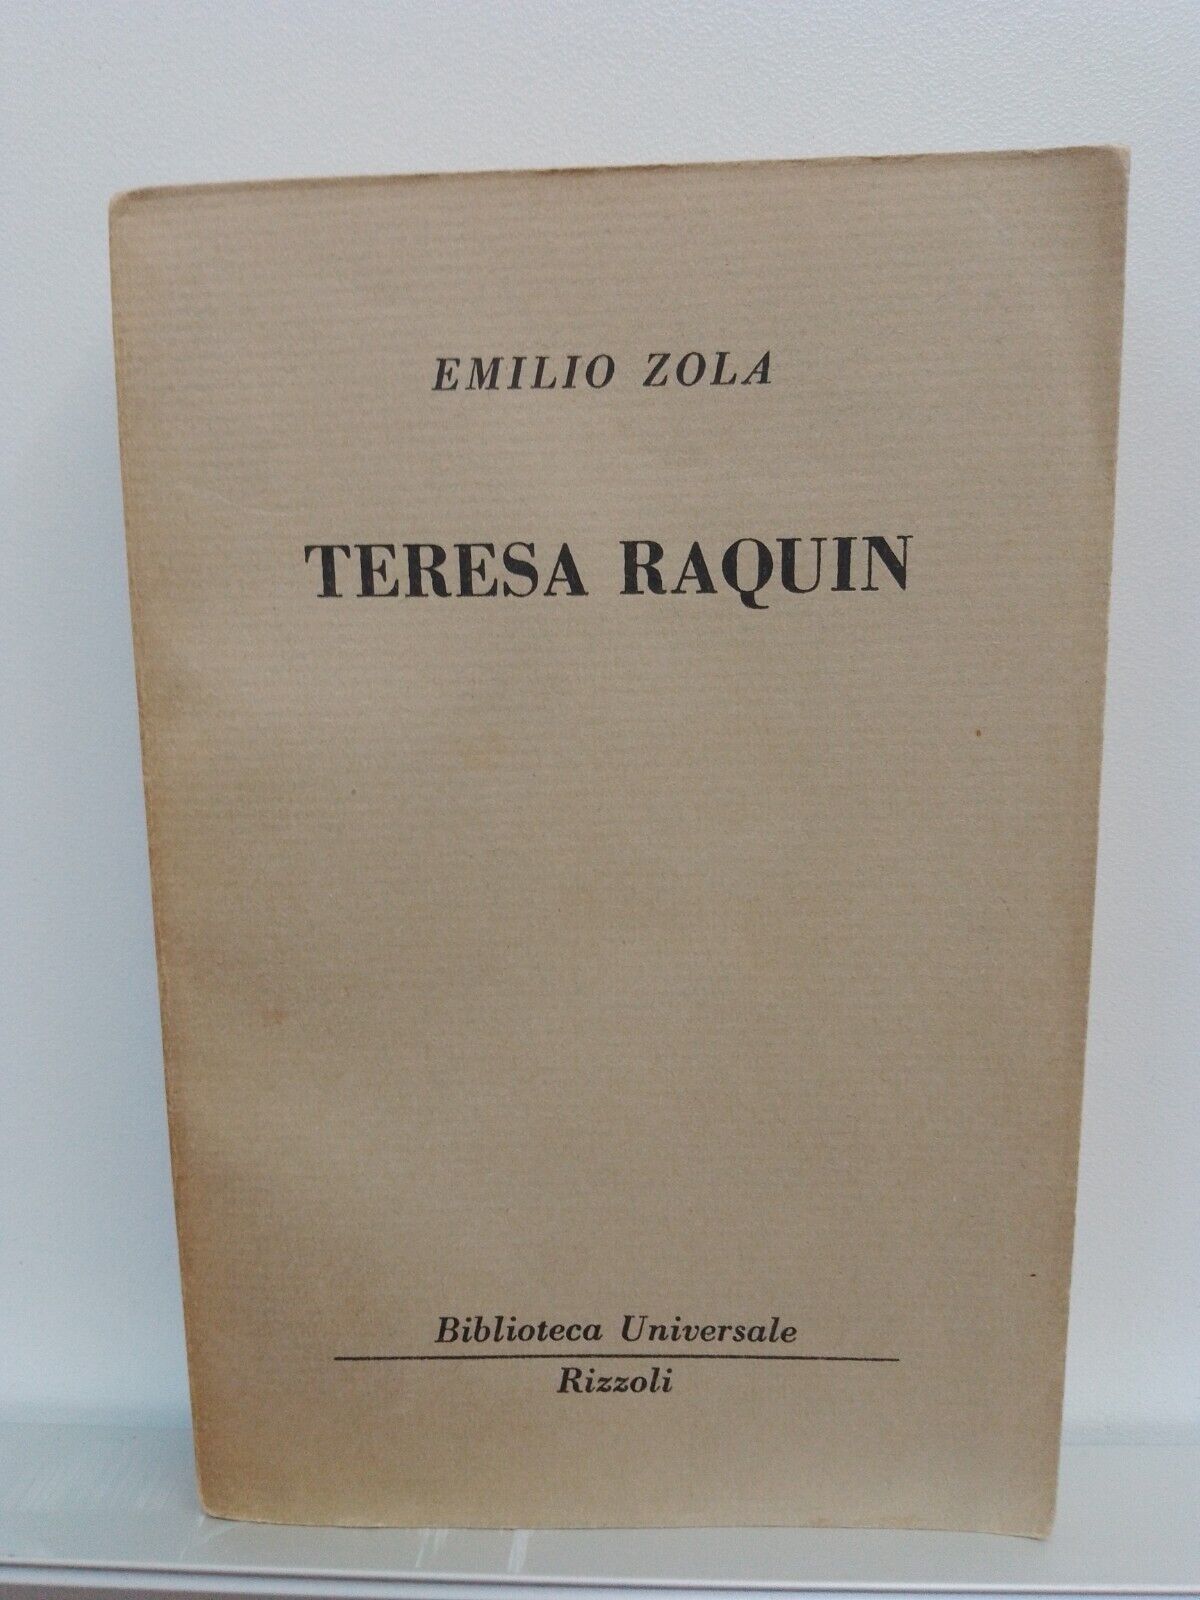 EMILIO ZOLA
TERESA RAQUIN
Biblioteca Universale
Rizzoli